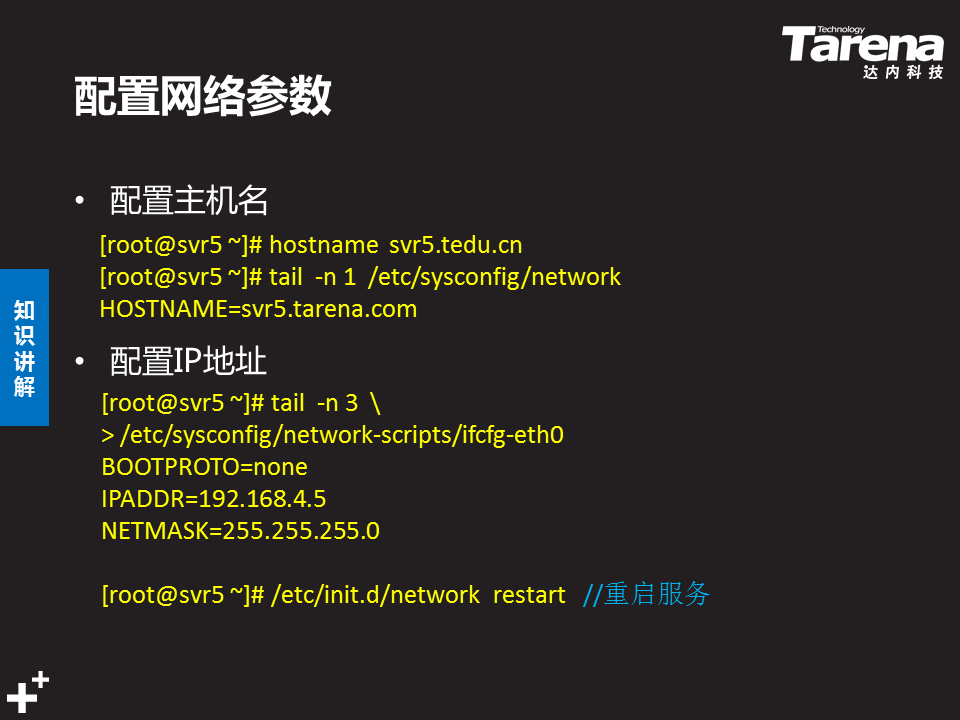 Technology
Tarena
达内科技
配置网络参数
• 配置主机名
[root@svr5 ~]# hostname svr5.tedu.cn
[root@svr5 ~]# tail -n 1 /etc/sysconfig/network
HOSTNAME=svr5.tarena.com
知识讲解
• 配置IP地址
[root@svr5 ~]# tail -n 3 \
> /etc/sysconfig/network-scripts/ifcfg-eth0
BOOTPROTO=none
IPADDR=192.168.4.5
NETMASK=255.255.255.0
[root@svr5 ~]# /etc/init.d/network restart //重启服务